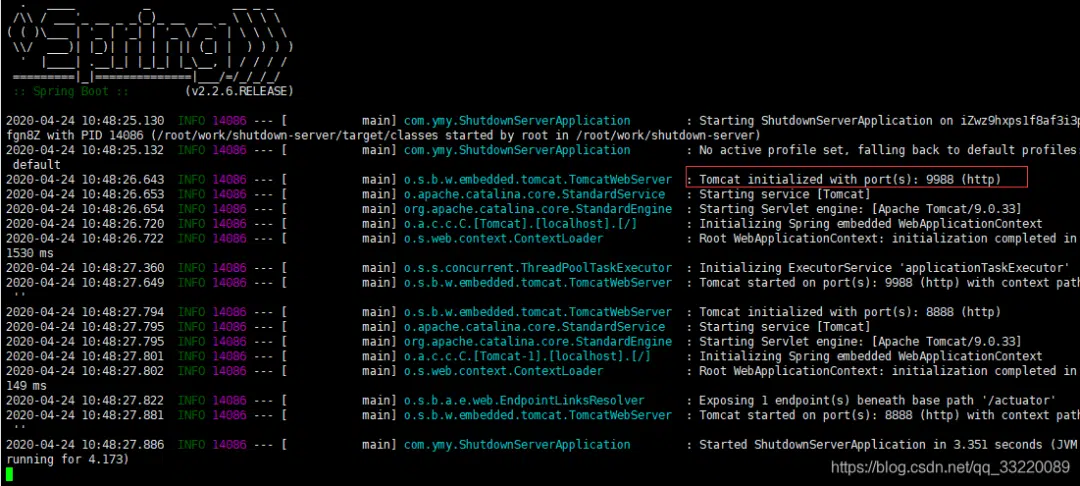 :: Spring Boot :: (v2.2.6.RELEASE)
2020-04-24 10:48:25.130 INFO 14086 --- [ main] com.ymy.ShutdownServerApplication : Starting ShutdownServerApplication on iZwz9hxps1f8af3i3p
fgn8Z with PID 14086 (/root/work/shutdown-server/target/classes started by root in /root/work/shutdown-server)
2020-04-24 10:48:25.132 INFO 14086 --- [ main] com.ymy.ShutdownServerApplication : No active profile set, falling back to default profiles:
default
2020-04-24 10:48:26.643 INFO 14086 --- [ main] o.s.b.w.embedded.tomcat.TomcatWebServer : Tomcat initialized with port(s): 9988 (http)
2020-04-24 10:48:26.653 INFO 14086 --- [ main] o.apache.catalina.core.StandardService : Starting service [Tomcat]
2020-04-24 10:48:26.654 INFO 14086 --- [ main] org.apache.catalina.core.StandardEngine : Starting Servlet engine: [Apache Tomcat/9.0.33]
2020-04-24 10:48:26.720 INFO 14086 --- [ main] o.a.c.c.C.[Tomcat].[localhost].[/] : Initializing Spring embedded WebApplicationContext
2020-04-24 10:48:26.722 INFO 14086 --- [ main] o.s.web.context.ContextLoader : Root WebApplicationContext: initialization completed in
1530 ms
2020-04-24 10:48:27.360 INFO 14086 --- [ main] o.s.s.concurrent.ThreadPoolTaskExecutor : Initializing ExecutorService 'applicationTaskExecutor'
2020-04-24 10:48:27.649 INFO 14086 --- [ main] o.s.b.w.embedded.tomcat.TomcatWebServer : Tomcat started on port(s): 9988 (http) with context path
''
2020-04-24 10:48:27.794 INFO 14086 --- [ main] o.s.b.w.embedded.tomcat.TomcatWebServer : Tomcat initialized with port(s): 8888 (http)
2020-04-24 10:48:27.795 INFO 14086 --- [ main] o.apache.catalina.core.StandardService : Starting service [Tomcat]
2020-04-24 10:48:27.795 INFO 14086 --- [ main] org.apache.catalina.core.StandardEngine : Starting Servlet engine: [Apache Tomcat/9.0.33]
2020-04-24 10:48:27.801 INFO 14086 --- [ main] o.a.c.c.C.[Tomcat-1].[localhost].[/] : Initializing Spring embedded WebApplicationContext
2020-04-24 10:48:27.802 INFO 14086 --- [ main] o.s.web.context.ContextLoader : Root WebApplicationContext: initialization completed in
149 ms
2020-04-24 10:48:27.822 INFO 14086 --- [ main] o.s.b.a.e.web.EndpointLinksResolver : Exposing 1 endpoint(s) beneath base path '/actuator'
2020-04-24 10:48:27.881 INFO 14086 --- [ main] o.s.b.w.embedded.tomcat.TomcatWebServer : Tomcat started on port(s): 8888 (http) with context path
''
2020-04-24 10:48:27.886 INFO 14086 --- [ main] com.ymy.ShutdownServerApplication : Started ShutdownServerApplication in 3.351 seconds (JVM
running for 4.173)
https://blog.csdn.net/qq_33220089